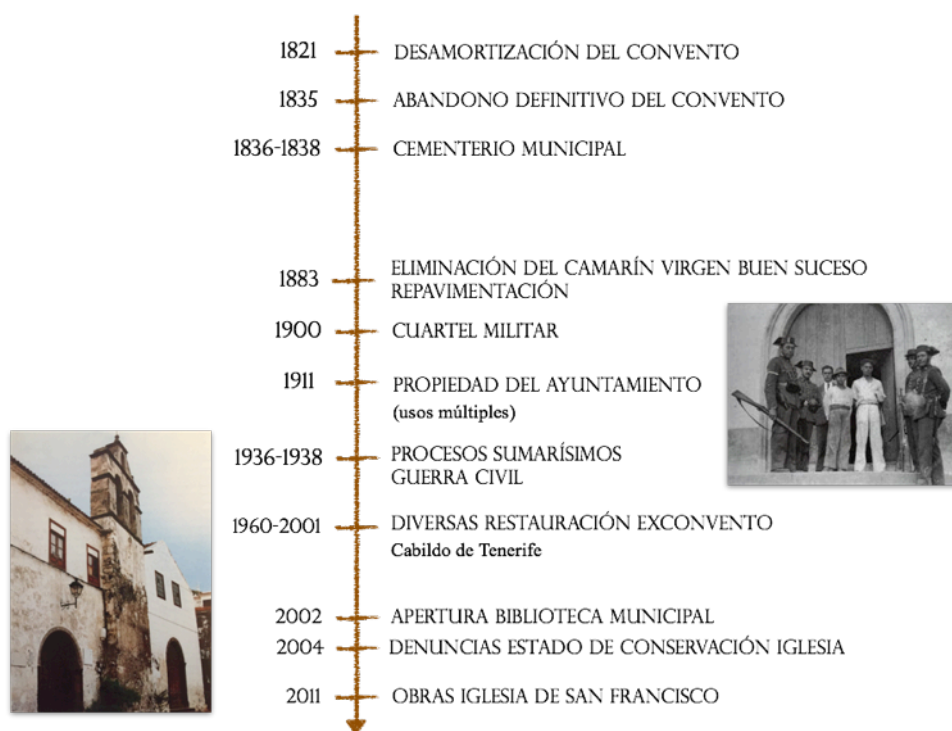 1821 DESAMORTIZACIÓN DEL CONVENTO
1835 ABANDONO DEFINITIVO DEL CONVENTO
1836-1838 CEMENTERIO MUNICIPAL
1883 ELIMINACIÓN DEL CAMARÍN VIRGEN BUEN SUCESO
REPAVIMENTACIÓN
1900 CUARTEL MILITAR
1911 PROPIEDAD DEL AYUNTAMIENTO
(usos múltiples)
1936-1938 PROCESOS SUMARÍSIMOS
GUERRA CIVIL
1960-2001 DIVERSAS RESTAURACIÓN EXCONVENTO
Cabildo de Tenerife
2002 APERTURA BIBLIOTECA MUNICIPAL
2004 DENUNCIAS ESTADO DE CONSERVACIÓN IGLESIA
2011 OBRAS IGLESIA DE SAN FRANCISCO